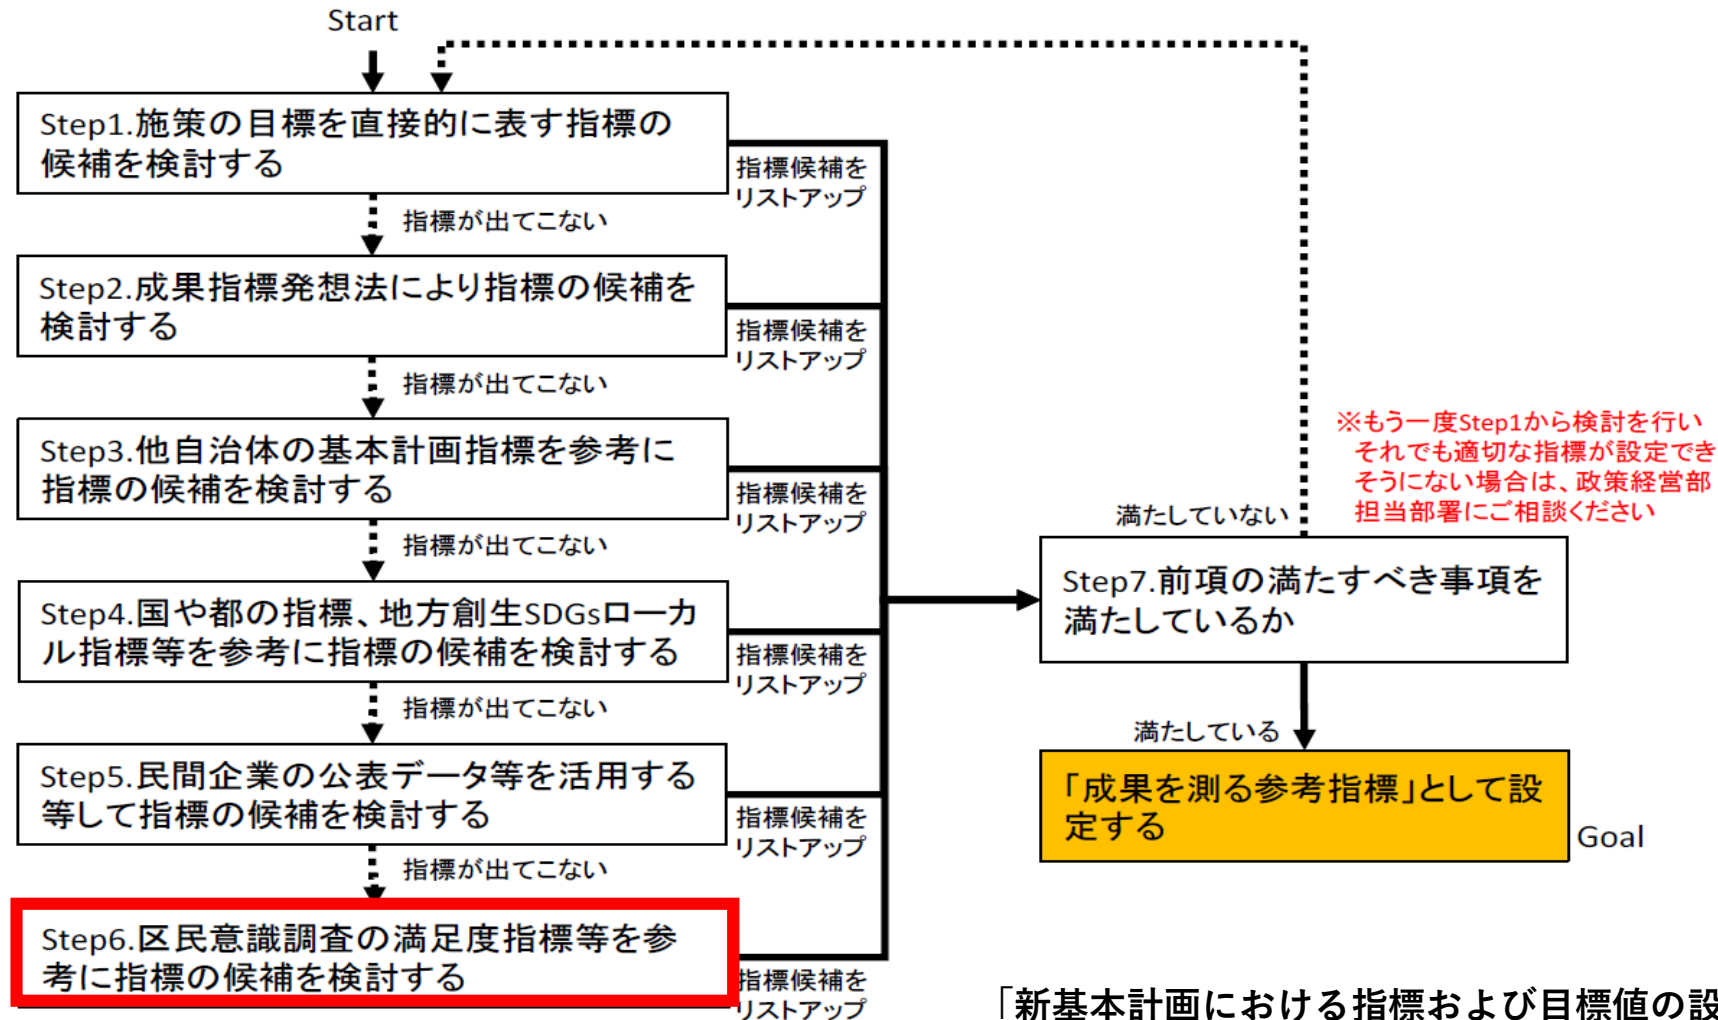 Start
Step1.施策の目標を直接的に表す指標の
候補を検討する
指標候補を
リストアップ
指標が出てこない
Step2.成果指標発想法により指標の候補を
検討する
指標候補を
リストアップ
指標が出てこない
Step3.他自治体の基本計画指標を参考に
指標の候補を検討する
指標候補を
リストアップ
指標が出てこない
Step4.国や都の指標、地方創生SDGsローカ
ル指標等を参考に指標の候補を検討する
指標候補を
リストアップ
指標が出てこない
Step5.民間企業の公表データ等を活用する
等して指標の候補を検討する
指標候補を
リストアップ
指標が出てこない
Step6.区民意識調査の満足度指標等を参
考に指標の候補を検討する
指標候補を
リストアップ
※もう一度Step1から検討を行い
それでも適切な指標が設定でき
そうにない場合は、政策経営部
担当部署にご相談ください
満たしていない
Step7.前項の満たすべき事項を
満たしているか
満たしている
「成果を測る参考指標」として設
定する
Goal
「新基本計画における指標および目標値の設